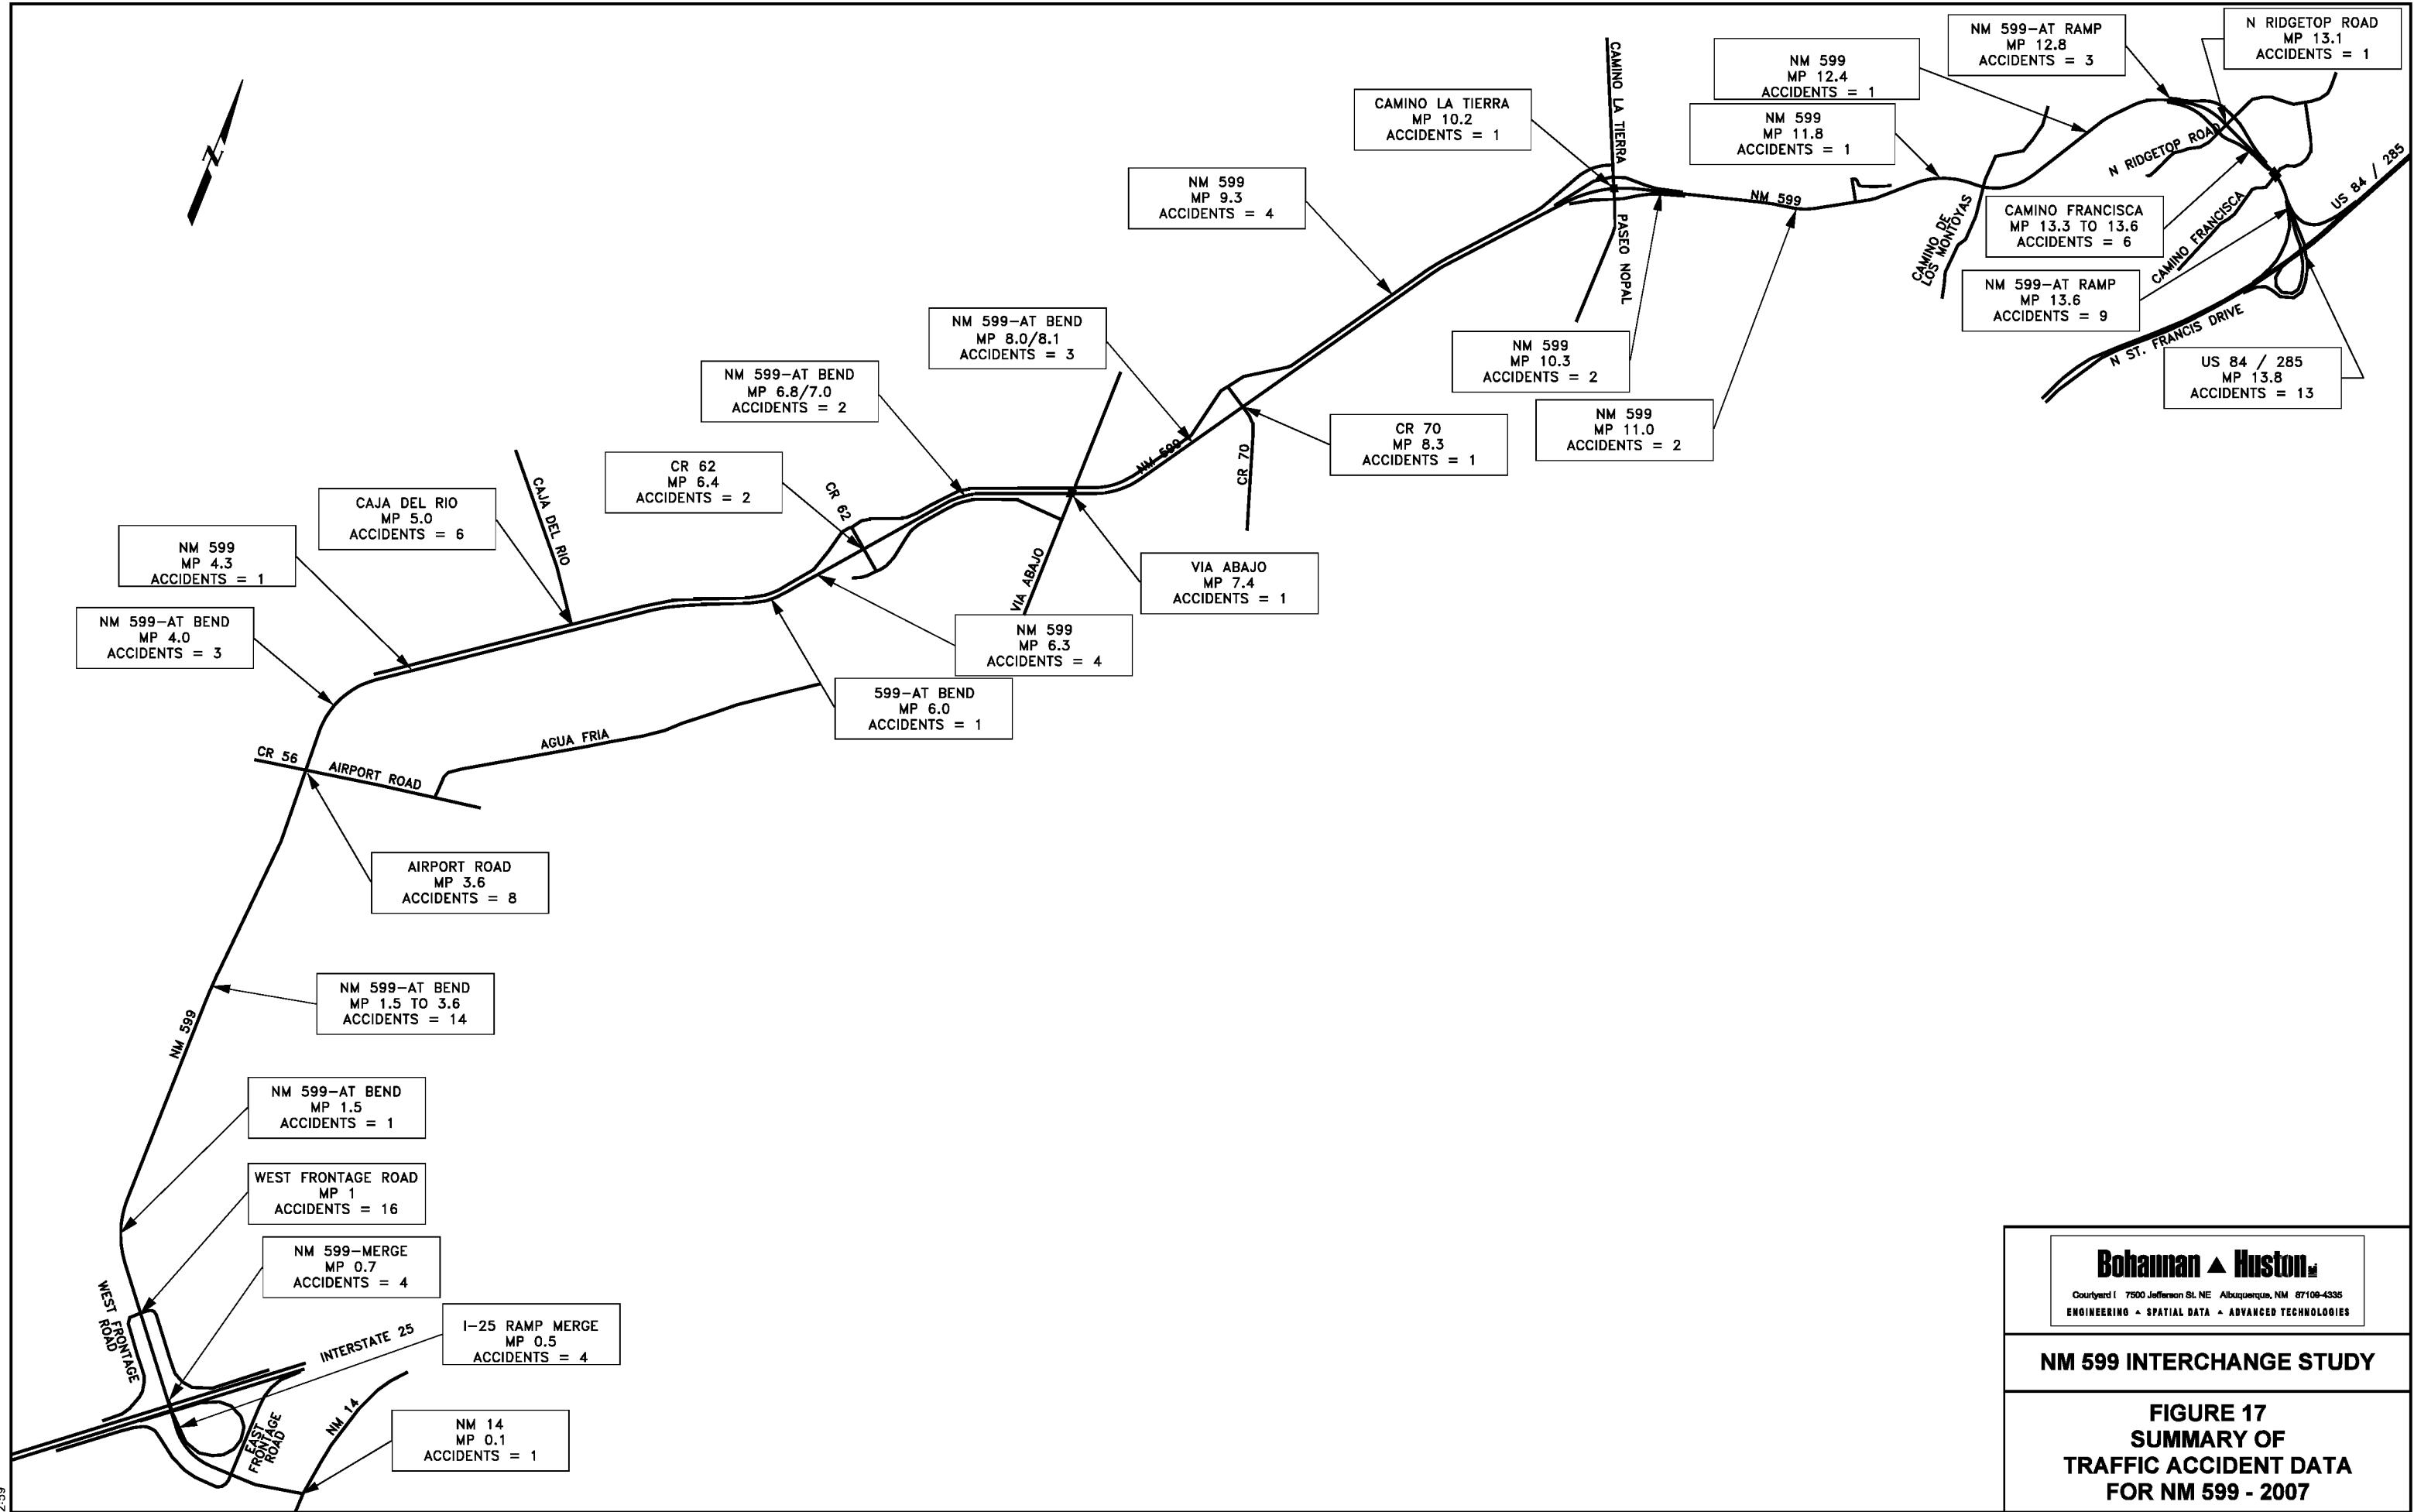 N RIDGETOP ROAD
MP 13.1
ACCIDENTS = 1
NM 599-AT RAMP
MP 12.8
ACCIDENTS = 3
NM 599
MP 12.4
ACCIDENTS = 1
NM 599
MP 11.8
ACCIDENTS = 1
CAMINO LA TIERRA
MP 10.2
ACCIDENTS = 1
CAMINO LA TIERRA
PASEO NOPAL
NM 599
N RIDGETOP ROAD
US 84 / 285
CAMINO FRANCISCA
CAMINO DE
LOS MONTOYAS
N ST. FRANCIS DRIVE
NM 599
MP 9.3
ACCIDENTS = 4
CAMINO FRANCISCA
MP 13.3 TO 13.6
ACCIDENTS = 6
NM 599-AT RAMP
MP 13.6
ACCIDENTS = 9
US 84 / 285
MP 13.8
ACCIDENTS = 13
NM 599
MP 10.3
ACCIDENTS = 2
NM 599
MP 11.0
ACCIDENTS = 2
NM 599-AT BEND
MP 8.0/8.1
ACCIDENTS = 3
NM 599-AT BEND
MP 6.8/7.0
ACCIDENTS = 2
CR 70
MP 8.3
ACCIDENTS = 1
CR 70
NM 599
CR 62
MP 6.4
ACCIDENTS = 2
CR 62
CAJA DEL RIO
MP 5.0
ACCIDENTS = 6
CAJA DEL RIO
NM 599
MP 4.3
ACCIDENTS = 1
VIA ABAJO
VIA ABAJO
MP 7.4
ACCIDENTS = 1
NM 599
MP 6.3
ACCIDENTS = 4
599-AT BEND
MP 6.0
ACCIDENTS = 1
NM 599-AT BEND
MP 4.0
ACCIDENTS = 3
AGUA FRIA
CR 56
AIRPORT ROAD
AIRPORT ROAD
MP 3.6
ACCIDENTS = 8
NM 599-AT BEND
MP 1.5 TO 3.6
ACCIDENTS = 14
NM 599
NM 599-AT BEND
MP 1.5
ACCIDENTS = 1
WEST FRONTAGE ROAD
MP 1
ACCIDENTS = 16
NM 599-MERGE
MP 0.7
ACCIDENTS = 4
WEST FRONTAGE
ROAD
I-25 RAMP MERGE
MP 0.5
ACCIDENTS = 4
INTERSTATE 25
NM 14
EAST
FRONTAGE
ROAD
NM 14
MP 0.1
ACCIDENTS = 1
N
Bohannan ▲ Huston INC.
Courtyard I 7500 Jefferson St. NE Albuquerque, NM 87109-4335
ENGINEERING ▲ SPATIAL DATA ▲ ADVANCED TECHNOLOGIES
NM 599 INTERCHANGE STUDY
FIGURE 17
SUMMARY OF
TRAFFIC ACCIDENT DATA
FOR NM 599 - 2007